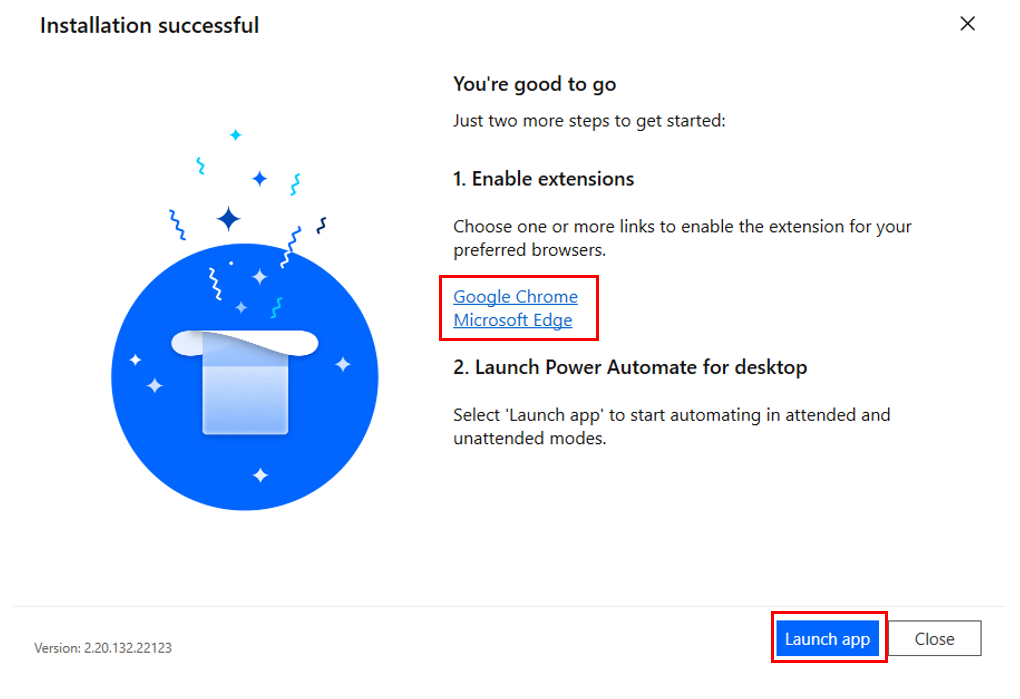 Installation successful
You're good to go
Just two more steps to get started:
1. Enable extensions
Choose one or more links to enable the extension for your
preferred browsers.
Google Chrome
Microsoft Edge
2. Launch Power Automate for desktop
Select 'Launch app' to start automating in attended and
unattended modes.
Version: 2.20.132.22123
Launch app
Close